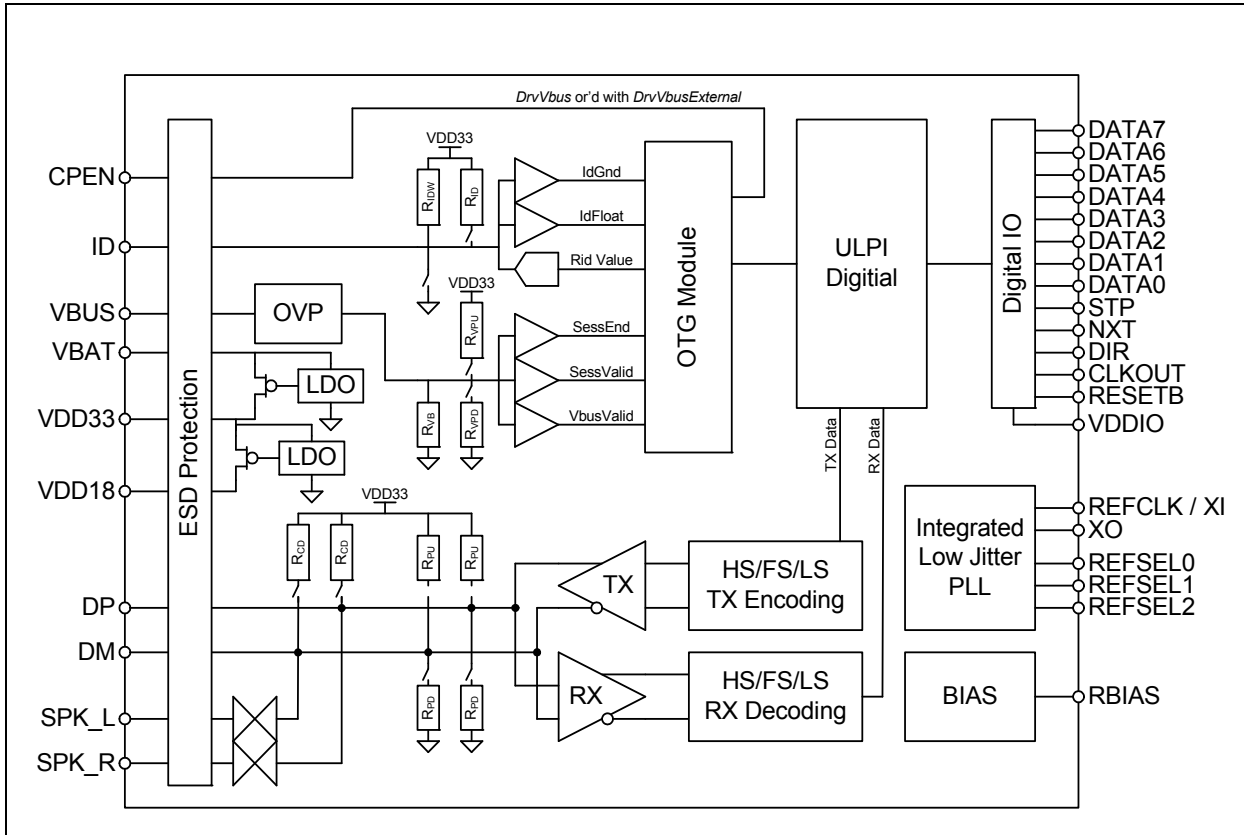 DrvVbus or'd with DrvVbusExternal
CPEN
ID
VBUS
VBAT
VDD33
VDD18
DP
DM
SPK_L
SPK_R
ESD Protection
OVP
LDO
LDO
VDD33
RIDW
RID
IdGnd
IdFloat
Rid Value
VDD33
RVPU
RVB
RVPD
SessEnd
SessValid
VbusValid
OTG Module
ULPI
Digitial
TX Data
RX Data
Digital IO
DATA7
DATA6
DATA5
DATA4
DATA3
DATA2
DATA1
DATA0
STP
NXT
DIR
CLKOUT
RESETB
VDDIO
VDD33
RCD
RCD
RPU
RPU
RPD
RPD
TX
RX
HS/FS/LS
TX Encoding
HS/FS/LS
RX Decoding
Integrated
Low Jitter
PLL
REFCLK / XI
XO
REFSEL0
REFSEL1
REFSEL2
BIAS
RBIAS